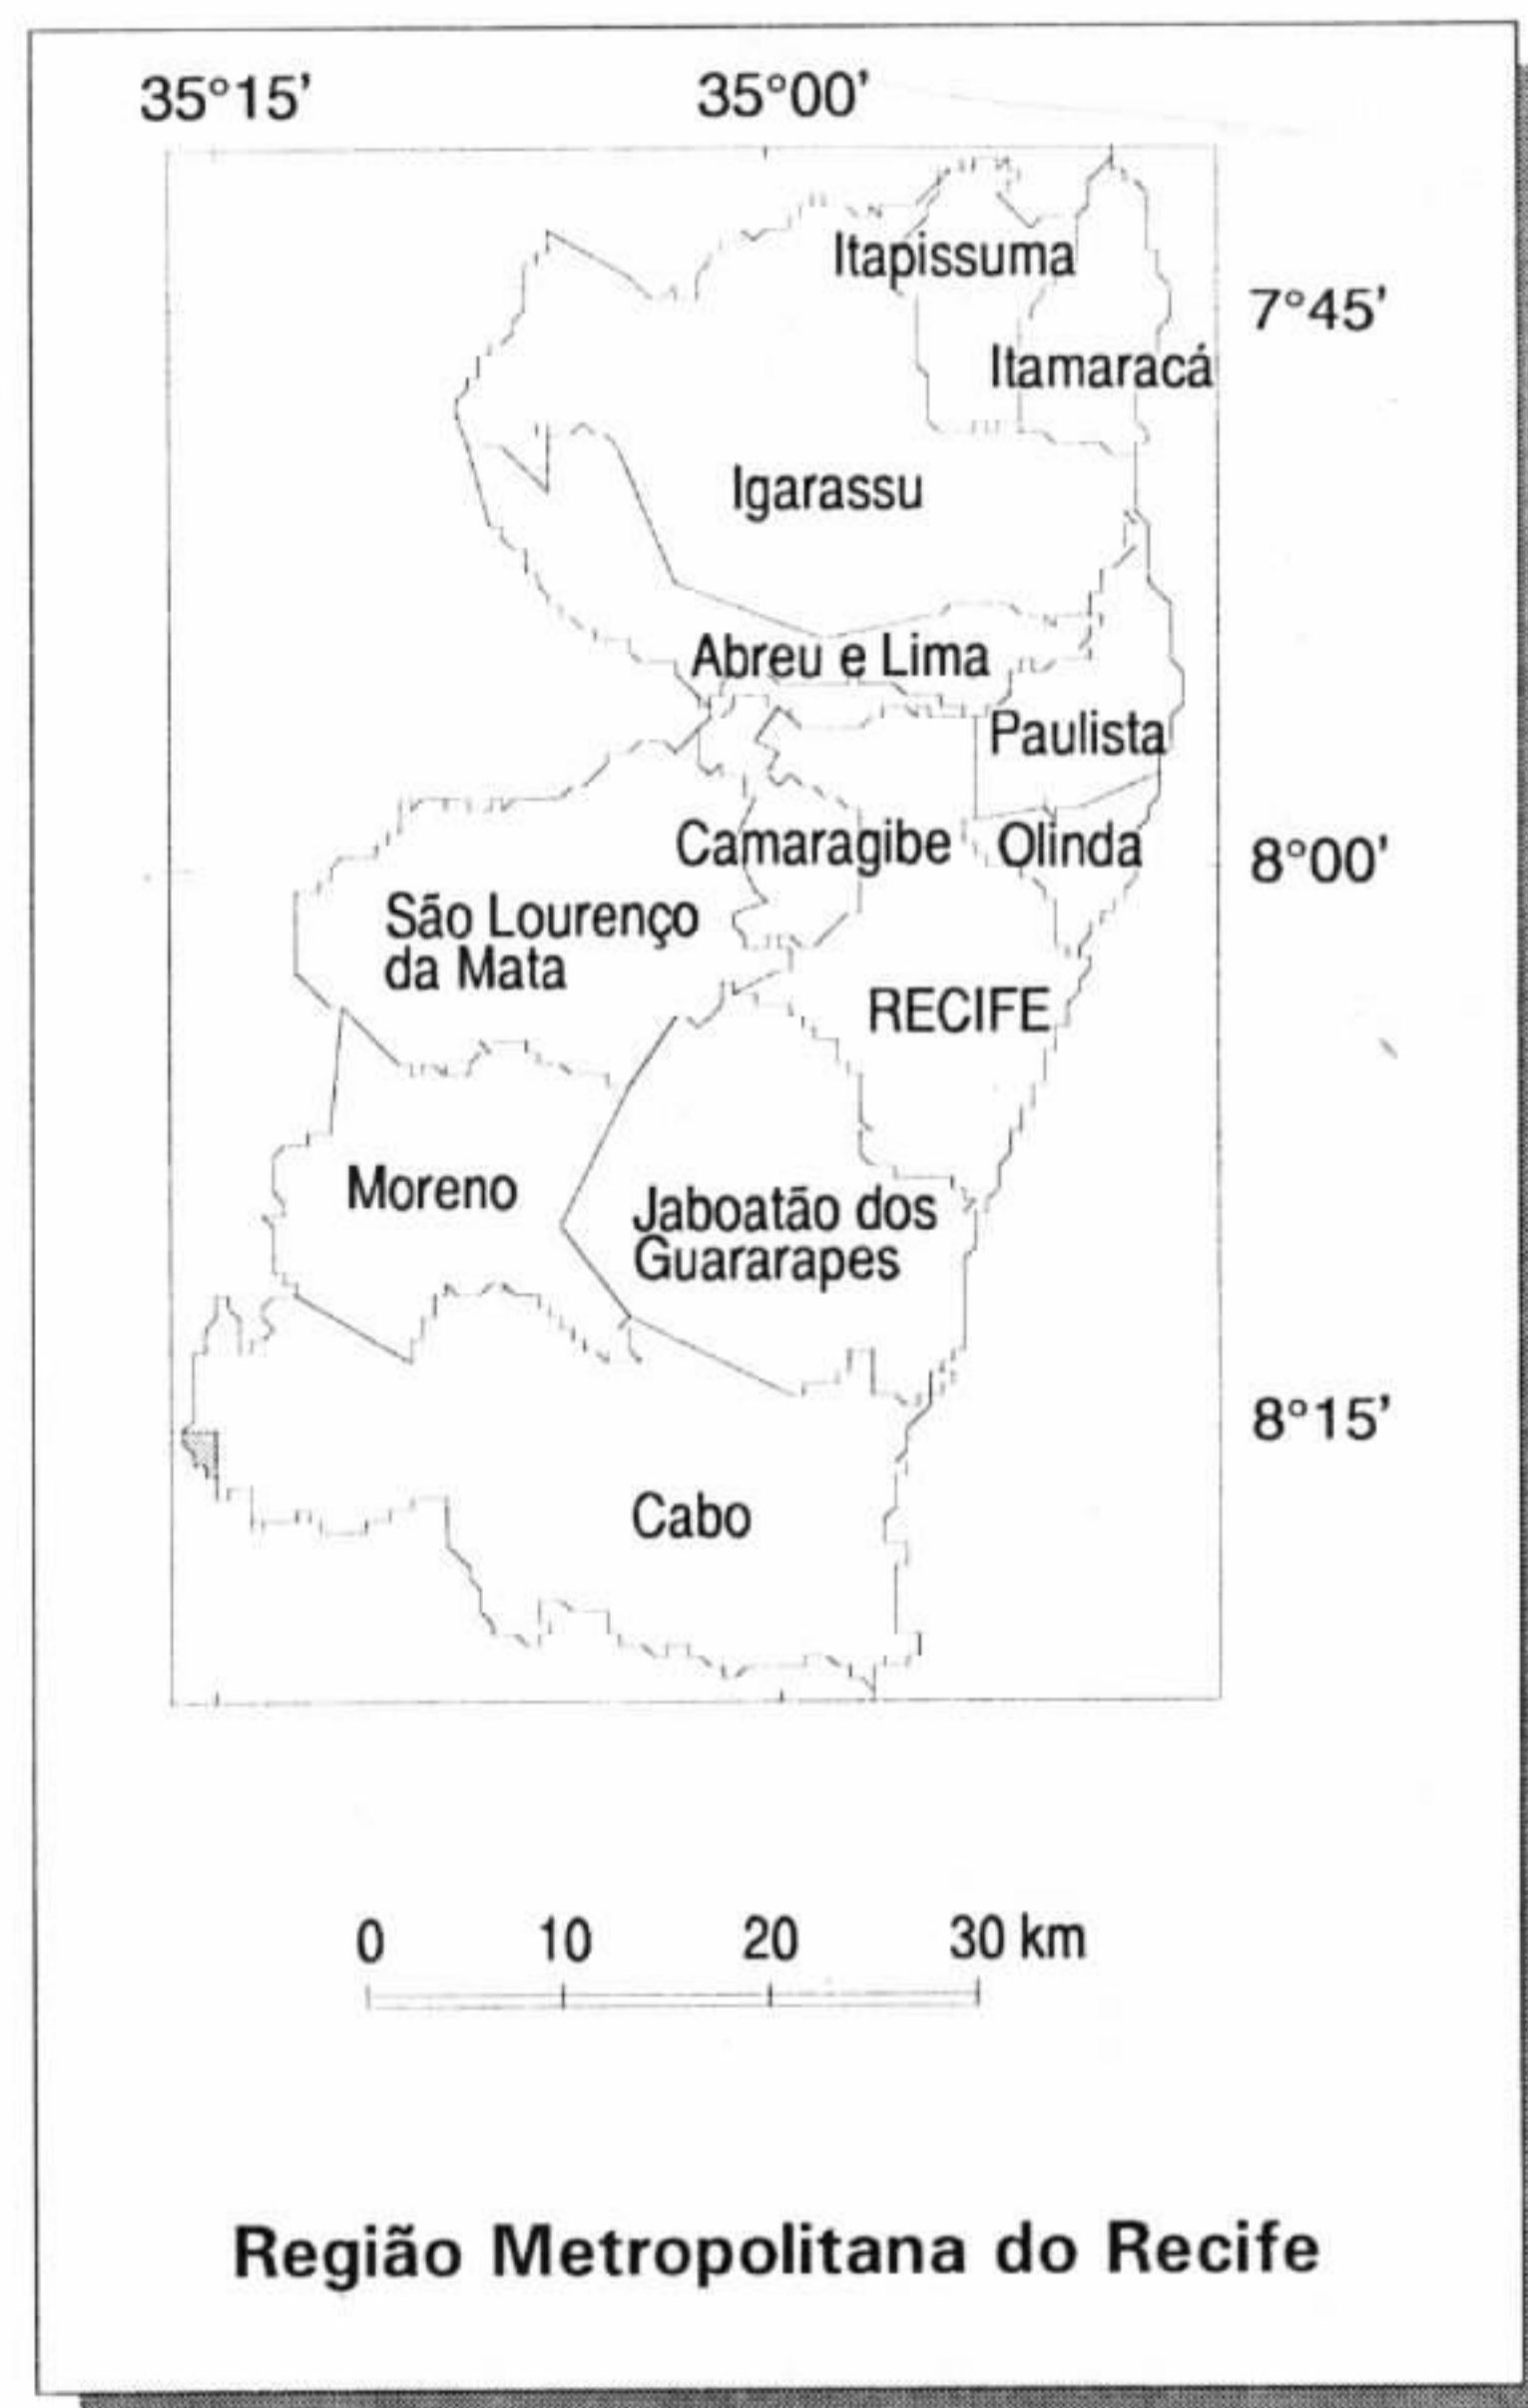 35°15' 35°00'
Itapissuma
7°45'
Itamaracá
Igarassu
Abreu e Lima
Paulista
Camaragibe Olinda 8°00'
São Lourenço
da Mata
RECIFE
Moreno
Jaboatão dos
Guararapes
8°15'
Cabo
0 10 20 30 km
Região Metropolitana do Recife